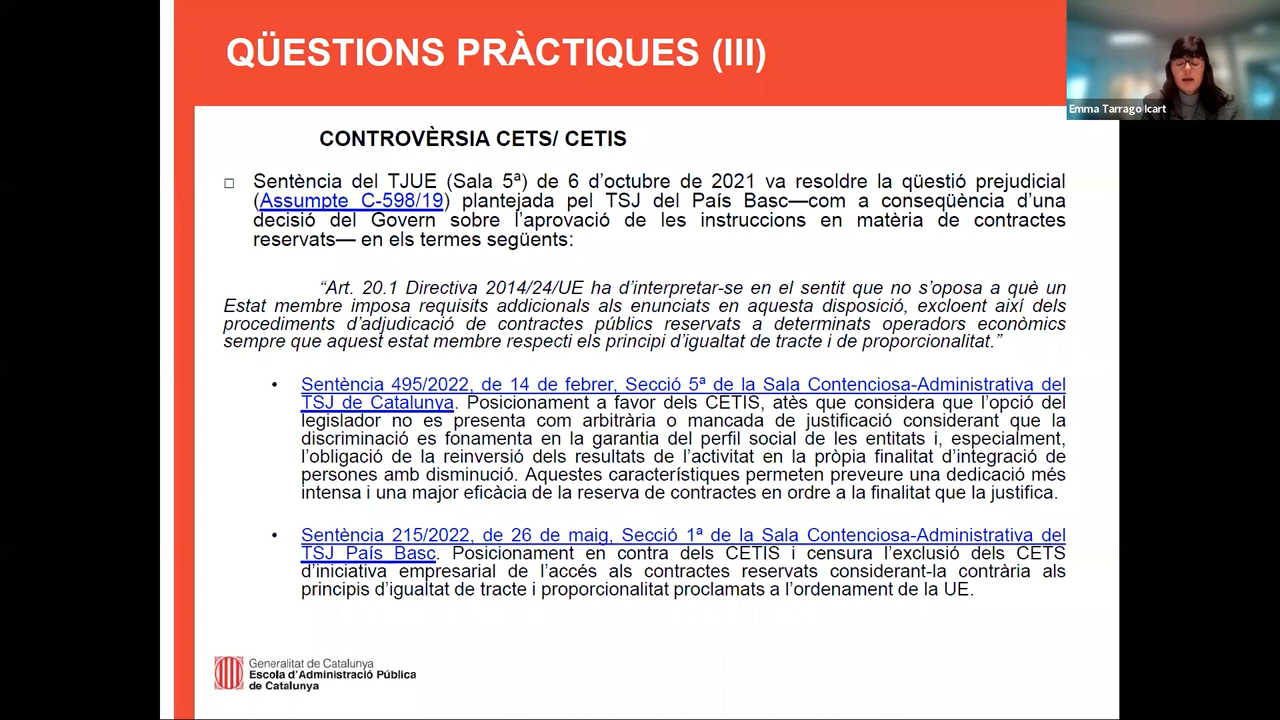 QÜESTIONS PRÀCTIQUES (III)
Emma Tarrago Icart
CONTROVÈRSIA CETS/ CETIS
Sentència del TJUE (Sala 5ª) de 6 d’octubre de 2021 va resoldre la qüestió prejudicial
(Assumpte C-598/19) plantejada pel TSJ del País Basc—com a conseqüència d’una
decisió del Govern sobre l’aprovació de les instruccions en matèria de contractes
reservats— en els termes següents:
“Art. 20.1 Directiva 2014/24/UE ha d’interpretar-se en el sentit que no s’oposa a què un
Estat membre imposa requisits addicionals als enunciats en aquesta disposició, excloent així dels
procediments d’adjudicació de contractes públics reservats a determinats operadors econòmics
sempre que aquest estat membre respecti els principi d’igualtat de tracte i de proporcionalitat.”
• Sentència 495/2022, de 14 de febrer, Secció 5ª de la Sala Contenciosa-Administrativa del
TSJ de Catalunya. Posicionament a favor dels CETIS, atès que considera que l’opció del
legislador no es presenta com arbitrària o mancada de justificació considerant que la
discriminació es fonamenta en la garantia del perfil social de les entitats i, especialment,
l’obligació de la reinversió dels resultats de l’activitat en la pròpia finalitat d’integració de
persones amb disminució. Aquestes característiques permeten preveure una dedicació més
intensa i una major eficàcia de la reserva de contractes en ordre a la finalitat que la justifica.
• Sentència 215/2022, de 26 de maig, Secció 1ª de la Sala Contenciosa-Administrativa del
TSJ País Basc. Posicionament en contra dels CETIS i censura l’exclusió dels CETS
d’iniciativa empresarial de l’accés als contractes reservats considerant-la contrària als
principis d’igualtat de tracte i proporcionalitat proclamats a l’ordenament de la UE.
Generalitat de Catalunya
Escola d’Administració Pública
de Catalunya